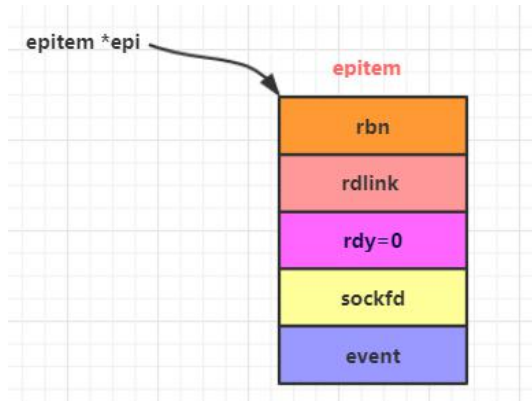 epitem *epi
epitem
rbn
rdlink
rdy=0
sockfd
event